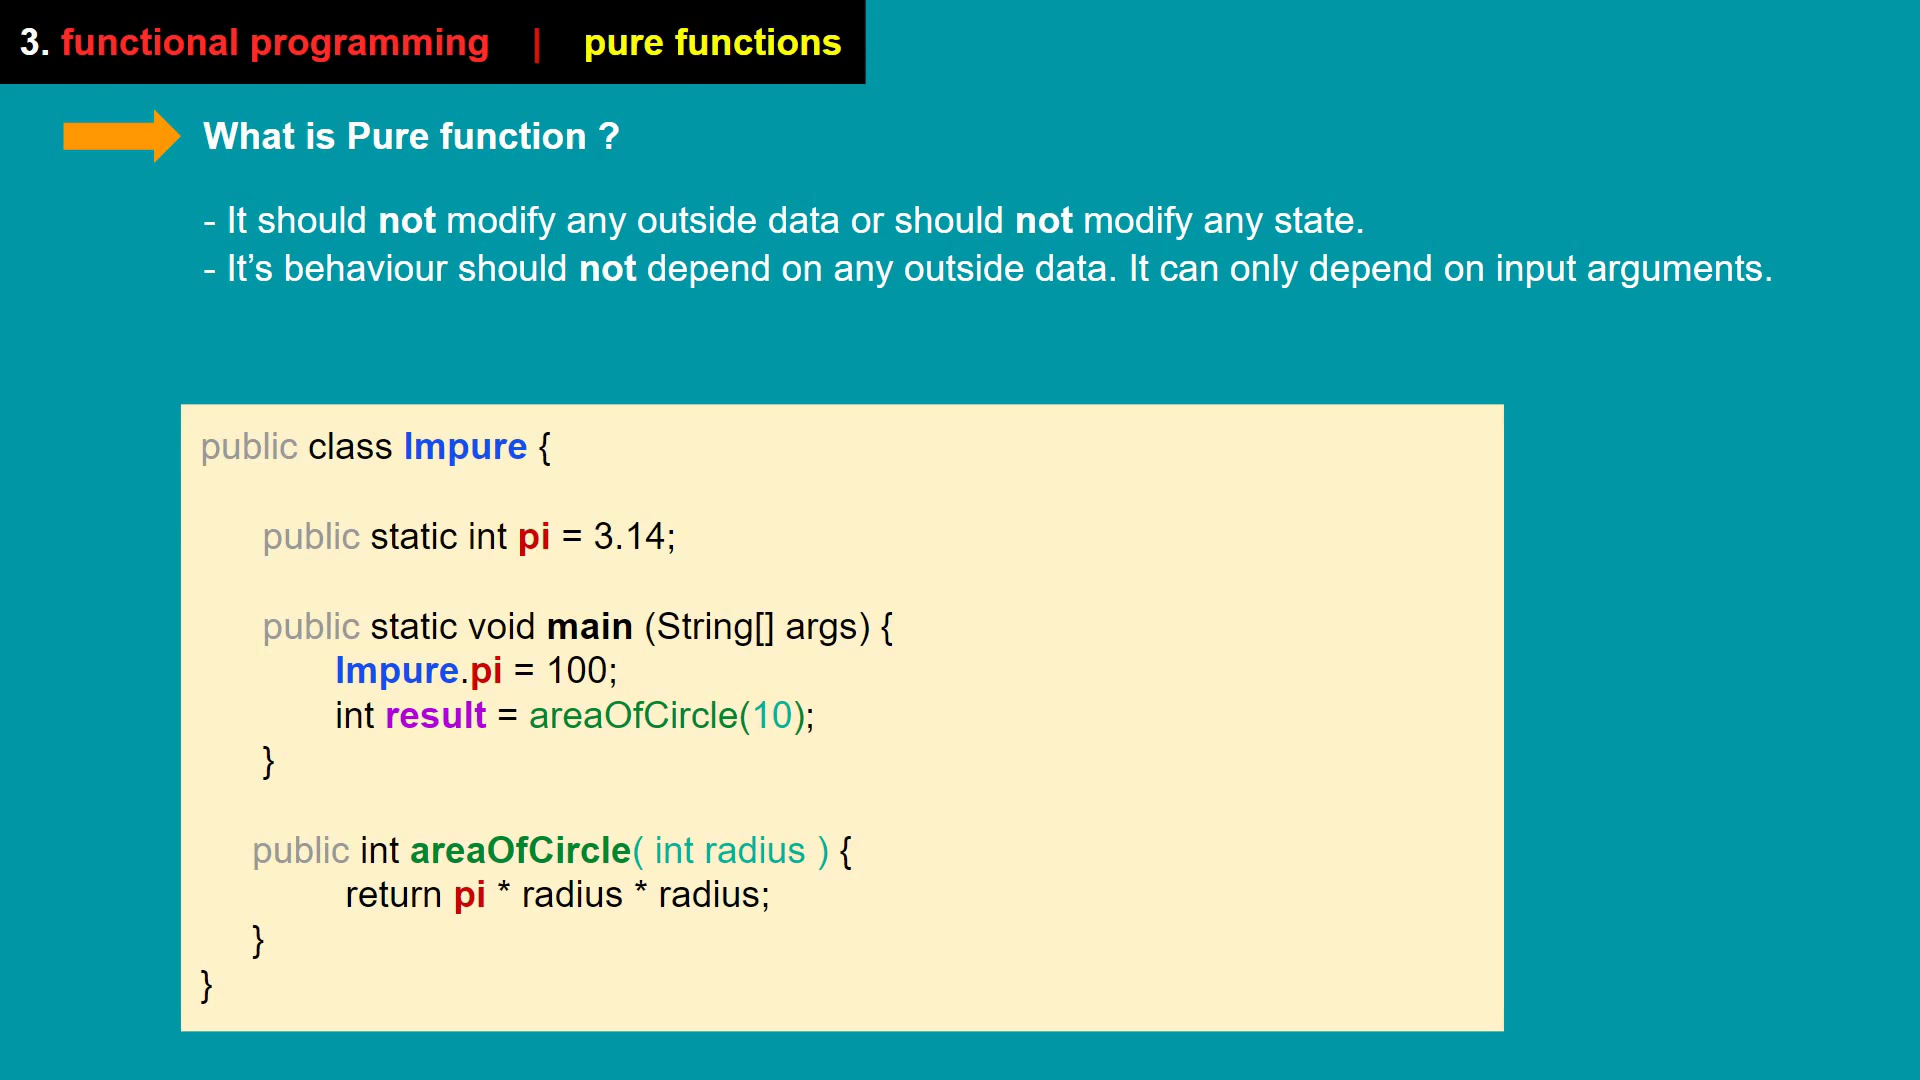 3. functional programming | pure functions
What is Pure function ?
- It should not modify any outside data or should not modify any state.
- It’s behaviour should not depend on any outside data. It can only depend on input arguments.
public class Impure {
public static int pi = 3.14;
public static void main (String[] args) {
Impure.pi = 100;
int result = areaOfCircle(10);
}
public int areaOfCircle( int radius ) {
return pi * radius * radius;
}
}